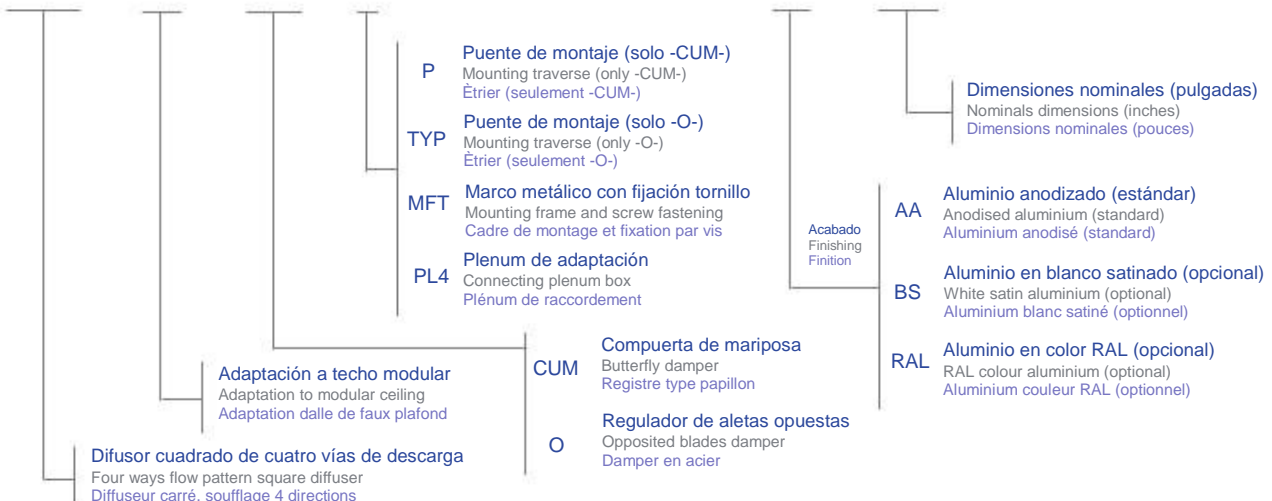 P
Puente de montaje (solo -CUM-)
Mounting traverse (only -CUM-)
Ètrier (seulement -CUM-)
TYP
Puente de montaje (solo -O-)
Mounting traverse (only -O-)
Ètrier (seulement -O-)
MFT
Marco metálico con fijación tornillo
Mounting frame and screw fastening
Cadre de montage et fixation par vis
PL4
Plenum de adaptación
Connecting plenum box
Plénum de raccordement
Dimensiones nominales (pulgadas)
Nominals dimensions (inches)
Dimensions nominales (pouces)
Acabado
Finishing
Finition
AA
Aluminio anodizado (estándar)
Anodised aluminium (standard)
Aluminium anodisé (standard)
BS
Aluminio en blanco satinado (opcional)
White satin aluminium (optional)
Aluminium blanc satiné (optionnel)
RAL
Aluminio en color RAL (opcional)
RAL colour aluminium (optional)
Aluminium couleur RAL (optionnel)
CUM
Compuerta de mariposa
Butterfly damper
Registre type papillon
O
Regulador de aletas opuestas
Opposited blades damper
Damper en acier
Adaptación a techo modular
Adaptation to modular ceiling
Adaptation dalle de faux plafond
Difusor cuadrado de cuatro vías de descarga
Four ways flow pattern square diffuser
Diffuseur carré, soufflage 4 directions